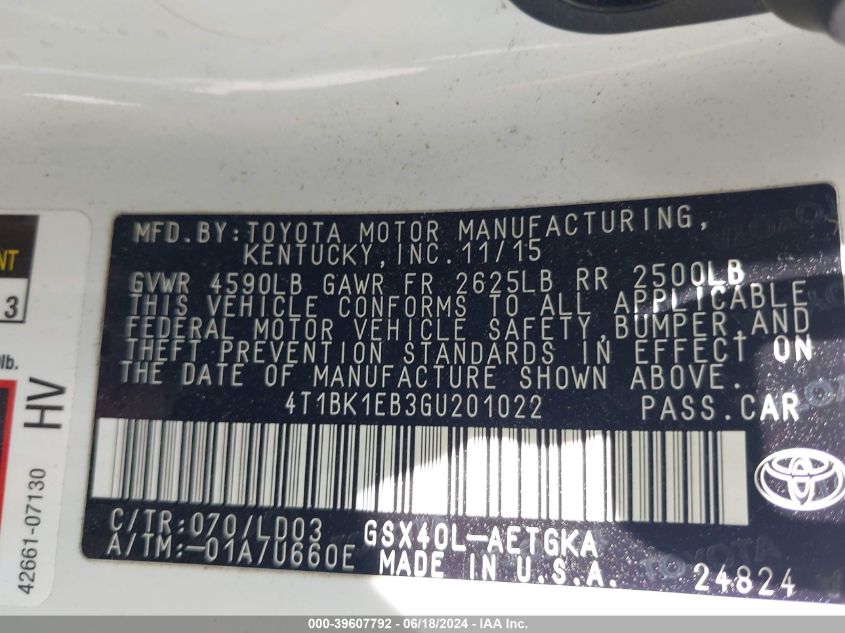 MFD.BY:TOYOTA MOTOR MANUFACTURING,
KENTUCKY,INC.11/15
GVWR 4590LB GAWR FR 2625LB RR 2500LB
THIS VEHICLE CONFORMS TO ALL APPLICABLE
FEDERAL MOTOR VEHICLE SAFETY,BUMPER,AND
THEFT PREVENTION STANDARDS IN EFFECT ON
THE DATE OF MANUFACTURE SHOWN ABOVE.
4T1BK1EB3GU201022 PASS.CAR
C/TR:070/LD03 GSX40L-AETGKA
A/TM:-01A/U660E MADE IN U.S.A. 24824
TOYOTA
NT
3
lb.
HV
42661-07130
000-39607792 - 06/18/2024 - IAA Inc.